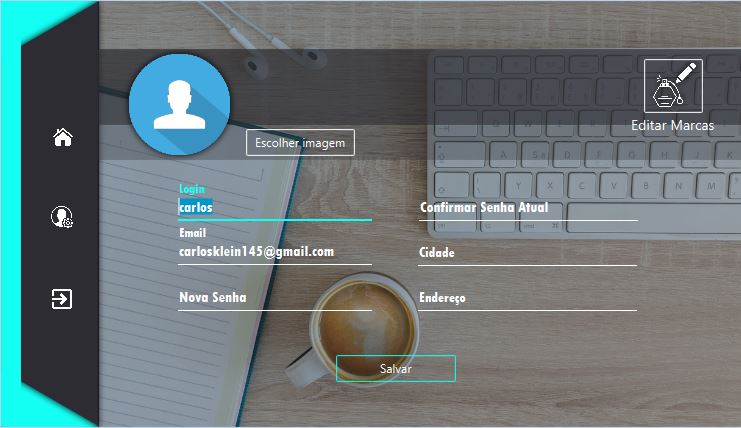 Editar Marcas
Escolher imagem
Login
carlos
Confirmar Senha Atual
Email
carlosklein145@gmail.com
Cidade
Nova Senha
Endereço
Salvar